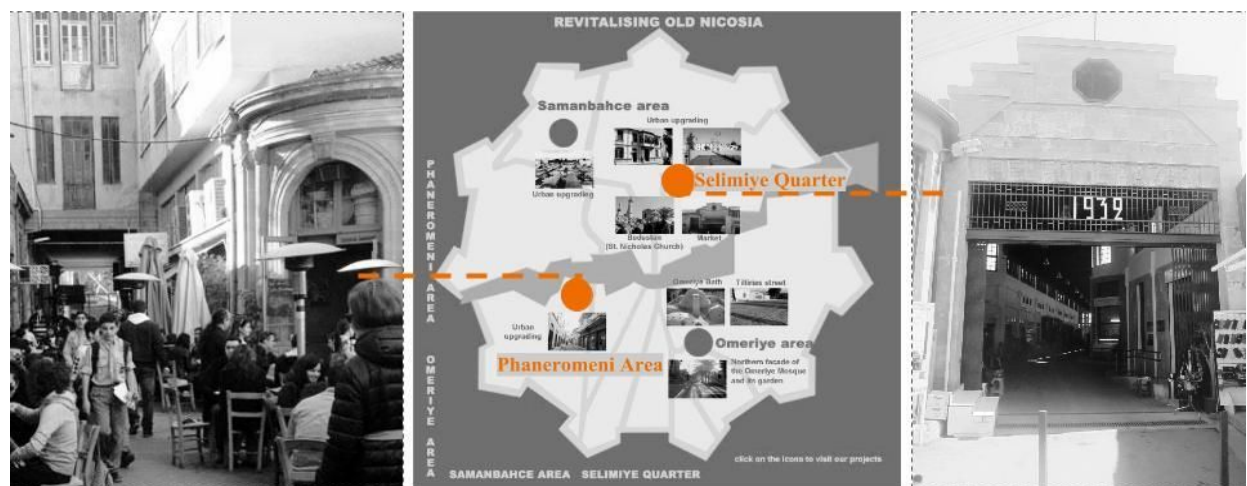 REVITALISING OLD NICOSIA
Samanbahce area
Urban upgrading
Urban upgrading
Selimiye Quarter
Bedestan
(St. Nicholas Church)
Market
PHANEROMENI AREA
OMERIYE AREA
Omeriye Bath
Tillirias street
Urban
upgrading
Phaneromeni Area
Omeriye area
Northern facade of
the Omeriye Mosque
and its garden
click on the icons to visit our projects
SAMANBAHCE AREA SELIMIYE QUARTER
1932